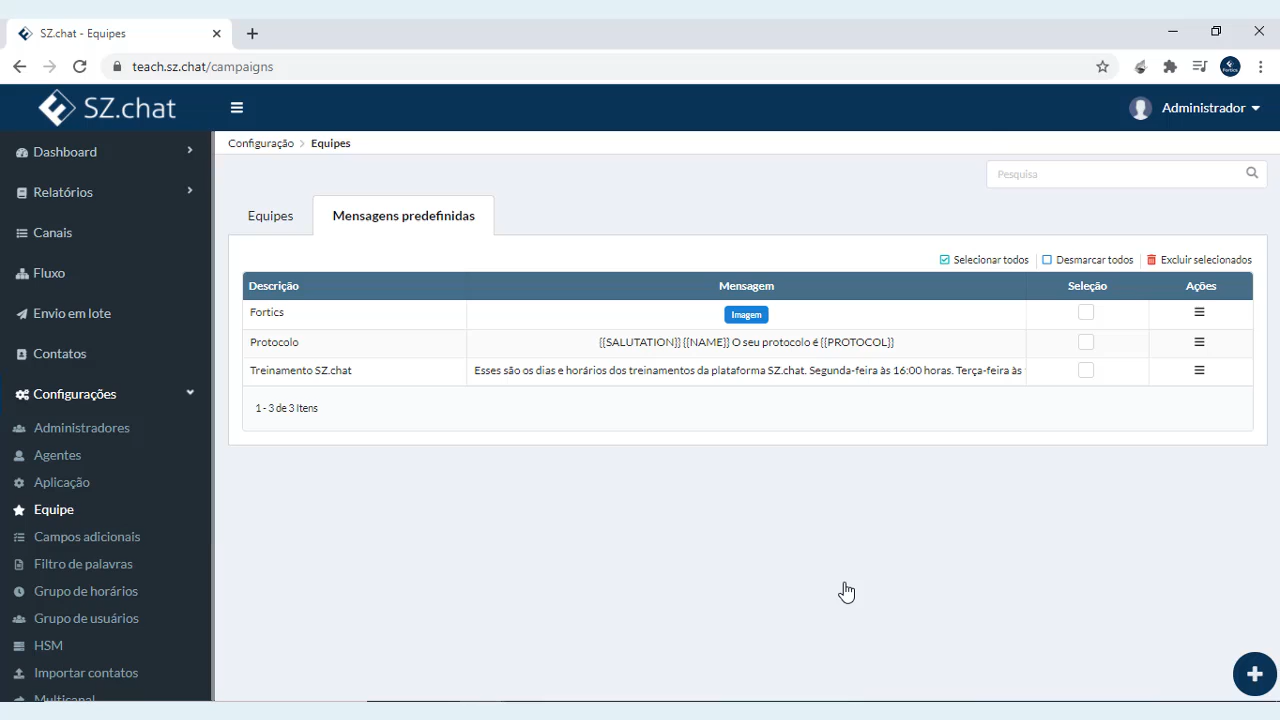 SZ.chat - Equipes
teach.sz.chat/campaigns
Fortics
SZ.chat
Administrador
Dashboard
Relatórios
Canais
Fluxo
Envio em lote
Contatos
Configurações
Administradores
Agentes
Aplicação
Equipe
Campos adicionais
Filtro de palavras
Grupo de horários
Grupo de usuários
HSM
Importar contatos
Multicanal
Configuração > Equipes
Pesquisa
Equipes Mensagens predefinidas
Selecionar todos Desmarcar todos Excluir selecionados
Descrição Mensagem Seleção Ações
Fortics Imagem
Protocolo {{SALUTATION}} {{NAME}} O seu protocolo é {{PROTOCOL}}
Treinamento SZ.chat Esses são os dias e horários dos treinamentos da plataforma SZ.chat. Segunda-feira às 16:00 horas. Terça-feira às
1 - 3 de 3 Itens